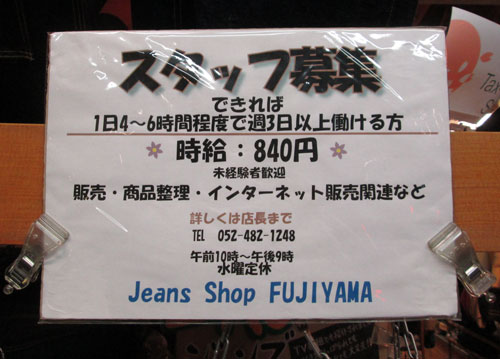 スタッフ募集
できれば
1日4～6時間程度で週3日以上働ける方
時給：840円
未経験者歓迎
販売・商品整理・インターネット販売関連など
詳しくは店長まで
TEL 052-482-1248
午前10時～午後9時
水曜定休
Jeans Shop FUJIYAMA